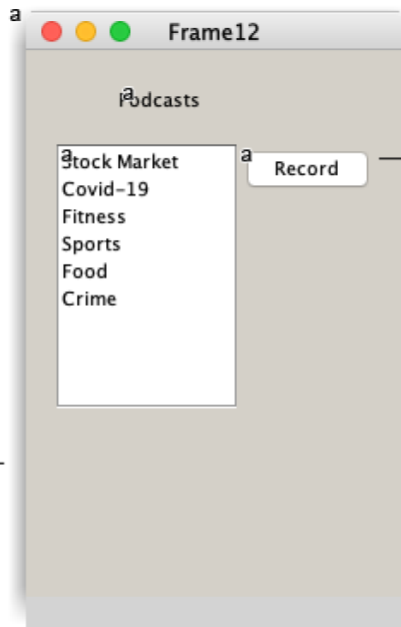 a
Frame12
a
Podcasts
a
Stock Market
a
Record
Covid-19
Fitness
Sports
Food
Crime